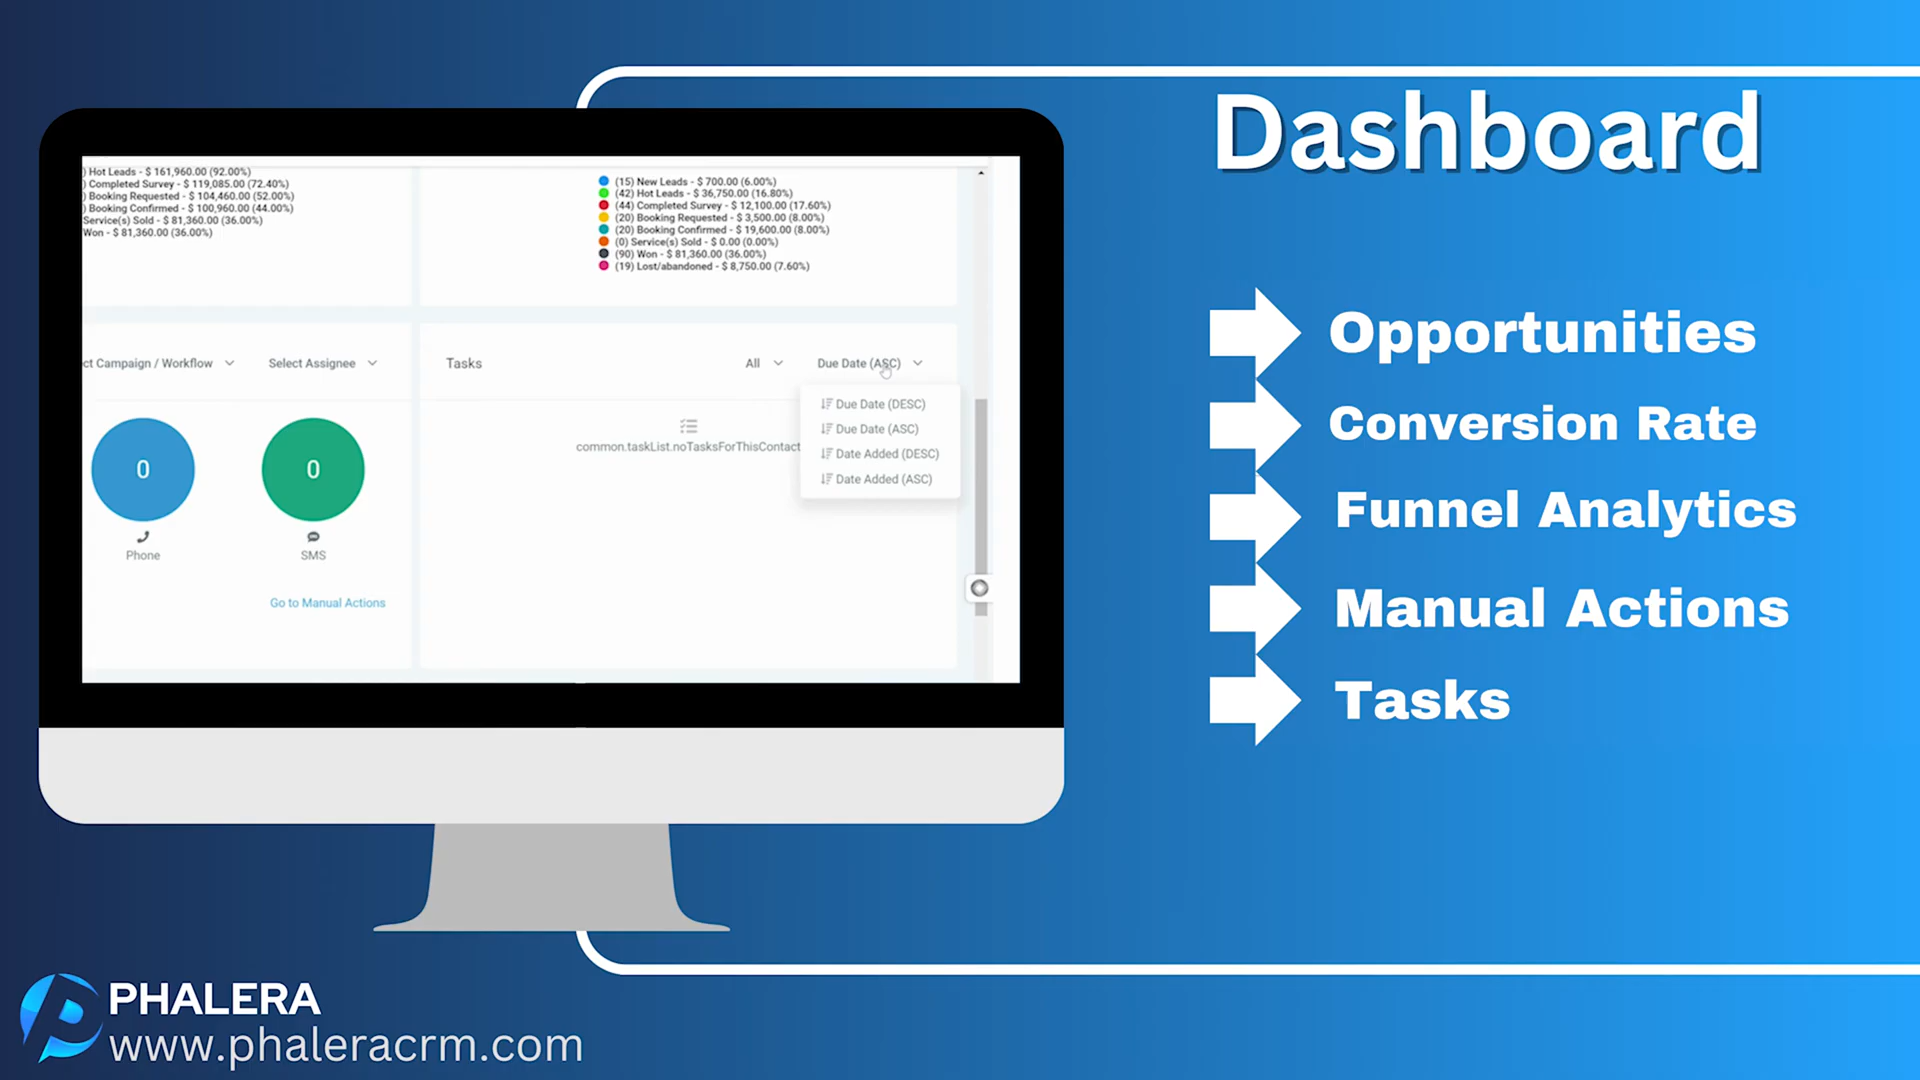 Dashboard
) Hot Leads - $ 161,960.00 (92.00%)
) Completed Survey - $ 119,085.00 (72.40%)
) Booking Requested - $ 104,460.00 (52.00%)
) Booking Confirmed - $ 100,960.00 (44.00%)
Service(s) Sold - $ 81,360.00 (36.00%)
Won - $ 81,360.00 (36.00%)
(15) New Leads - $ 700.00 (6.00%)
(42) Hot Leads - $ 36,750.00 (16.80%)
(44) Completed Survey - $ 12,100.00 (17.60%)
(20) Booking Requested - $ 3,500.00 (8.00%)
(20) Booking Confirmed - $ 19,600.00 (8.00%)
(0) Service(s) Sold - $ 0.00 (0.00%)
(90) Won - $ 81,360.00 (36.00%)
(19) Lost/abandoned - $ 8,750.00 (7.60%)
ct Campaign / Workflow
Select Assignee
0
Phone
0
SMS
Go to Manual Actions
Tasks
All
Due Date (ASC)
common.taskList.noTasksForThisContact
Due Date (DESC)
Due Date (ASC)
Date Added (DESC)
Date Added (ASC)
Opportunities
Conversion Rate
Funnel Analytics
Manual Actions
Tasks
PHALERA
www.phaleracrm.com